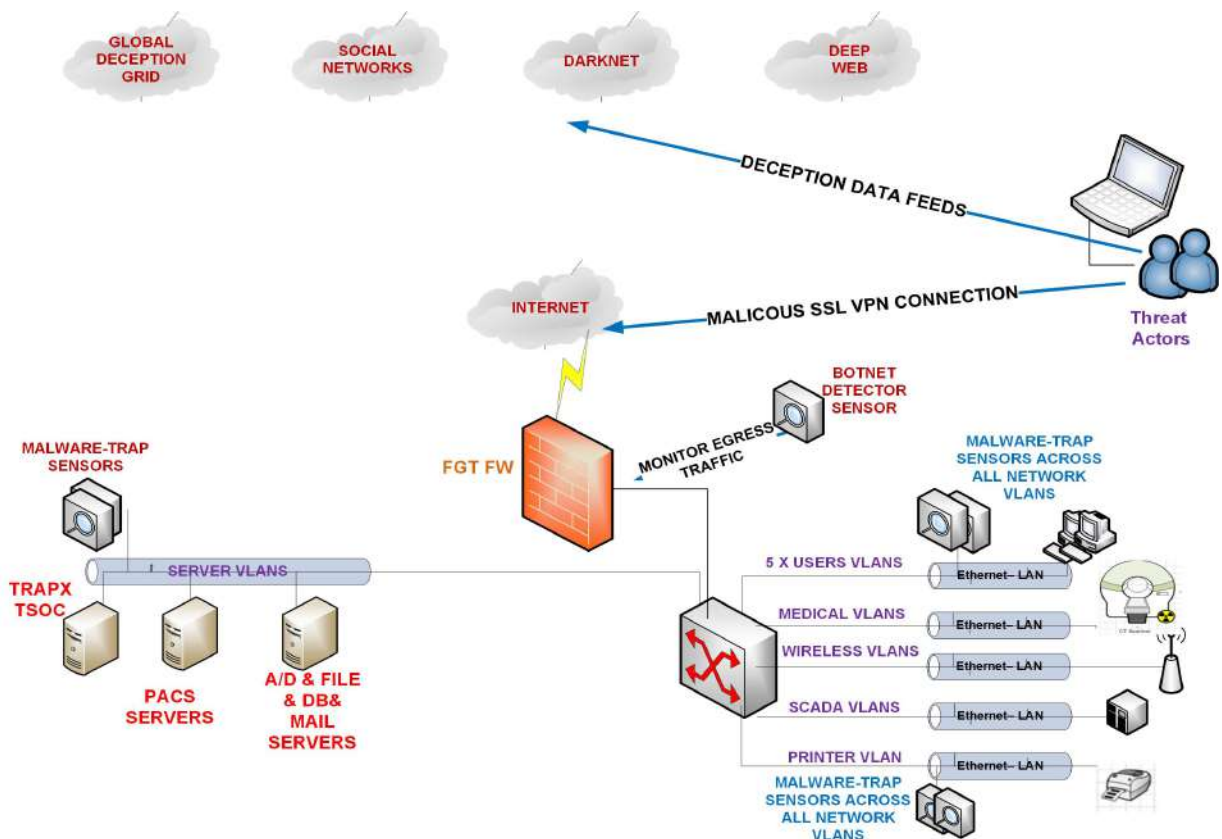 GLOBAL
DECEPTION
GRID
SOCIAL
NETWORKS
DARKNET
DEEP
WEB
DECEPTION DATA FEEDS
INTERNET
MALICOUS SSL VPN CONNECTION
Threat
Actors
BOTNET
DETECTOR
SENSOR
MONITOR EGRESS
TRAFFIC
FGT FW
MALWARE-TRAP
SENSORS
MALWARE-TRAP
SENSORS ACROSS
ALL NETWORK
VLANS
SERVER VLANS
TRAPX
TSOC
PACS
SERVERS
A/D & FILE
& DB&
MAIL
SERVERS
5 X USERS VLANS
Ethernet– LAN
MEDICAL VLANS
Ethernet– LAN
WIRELESS VLANS
Ethernet– LAN
SCADA VLANS
Ethernet– LAN
PRINTER VLAN
Ethernet– LAN
MALWARE-TRAP
SENSORS ACROSS
ALL NETWORK
VLANS